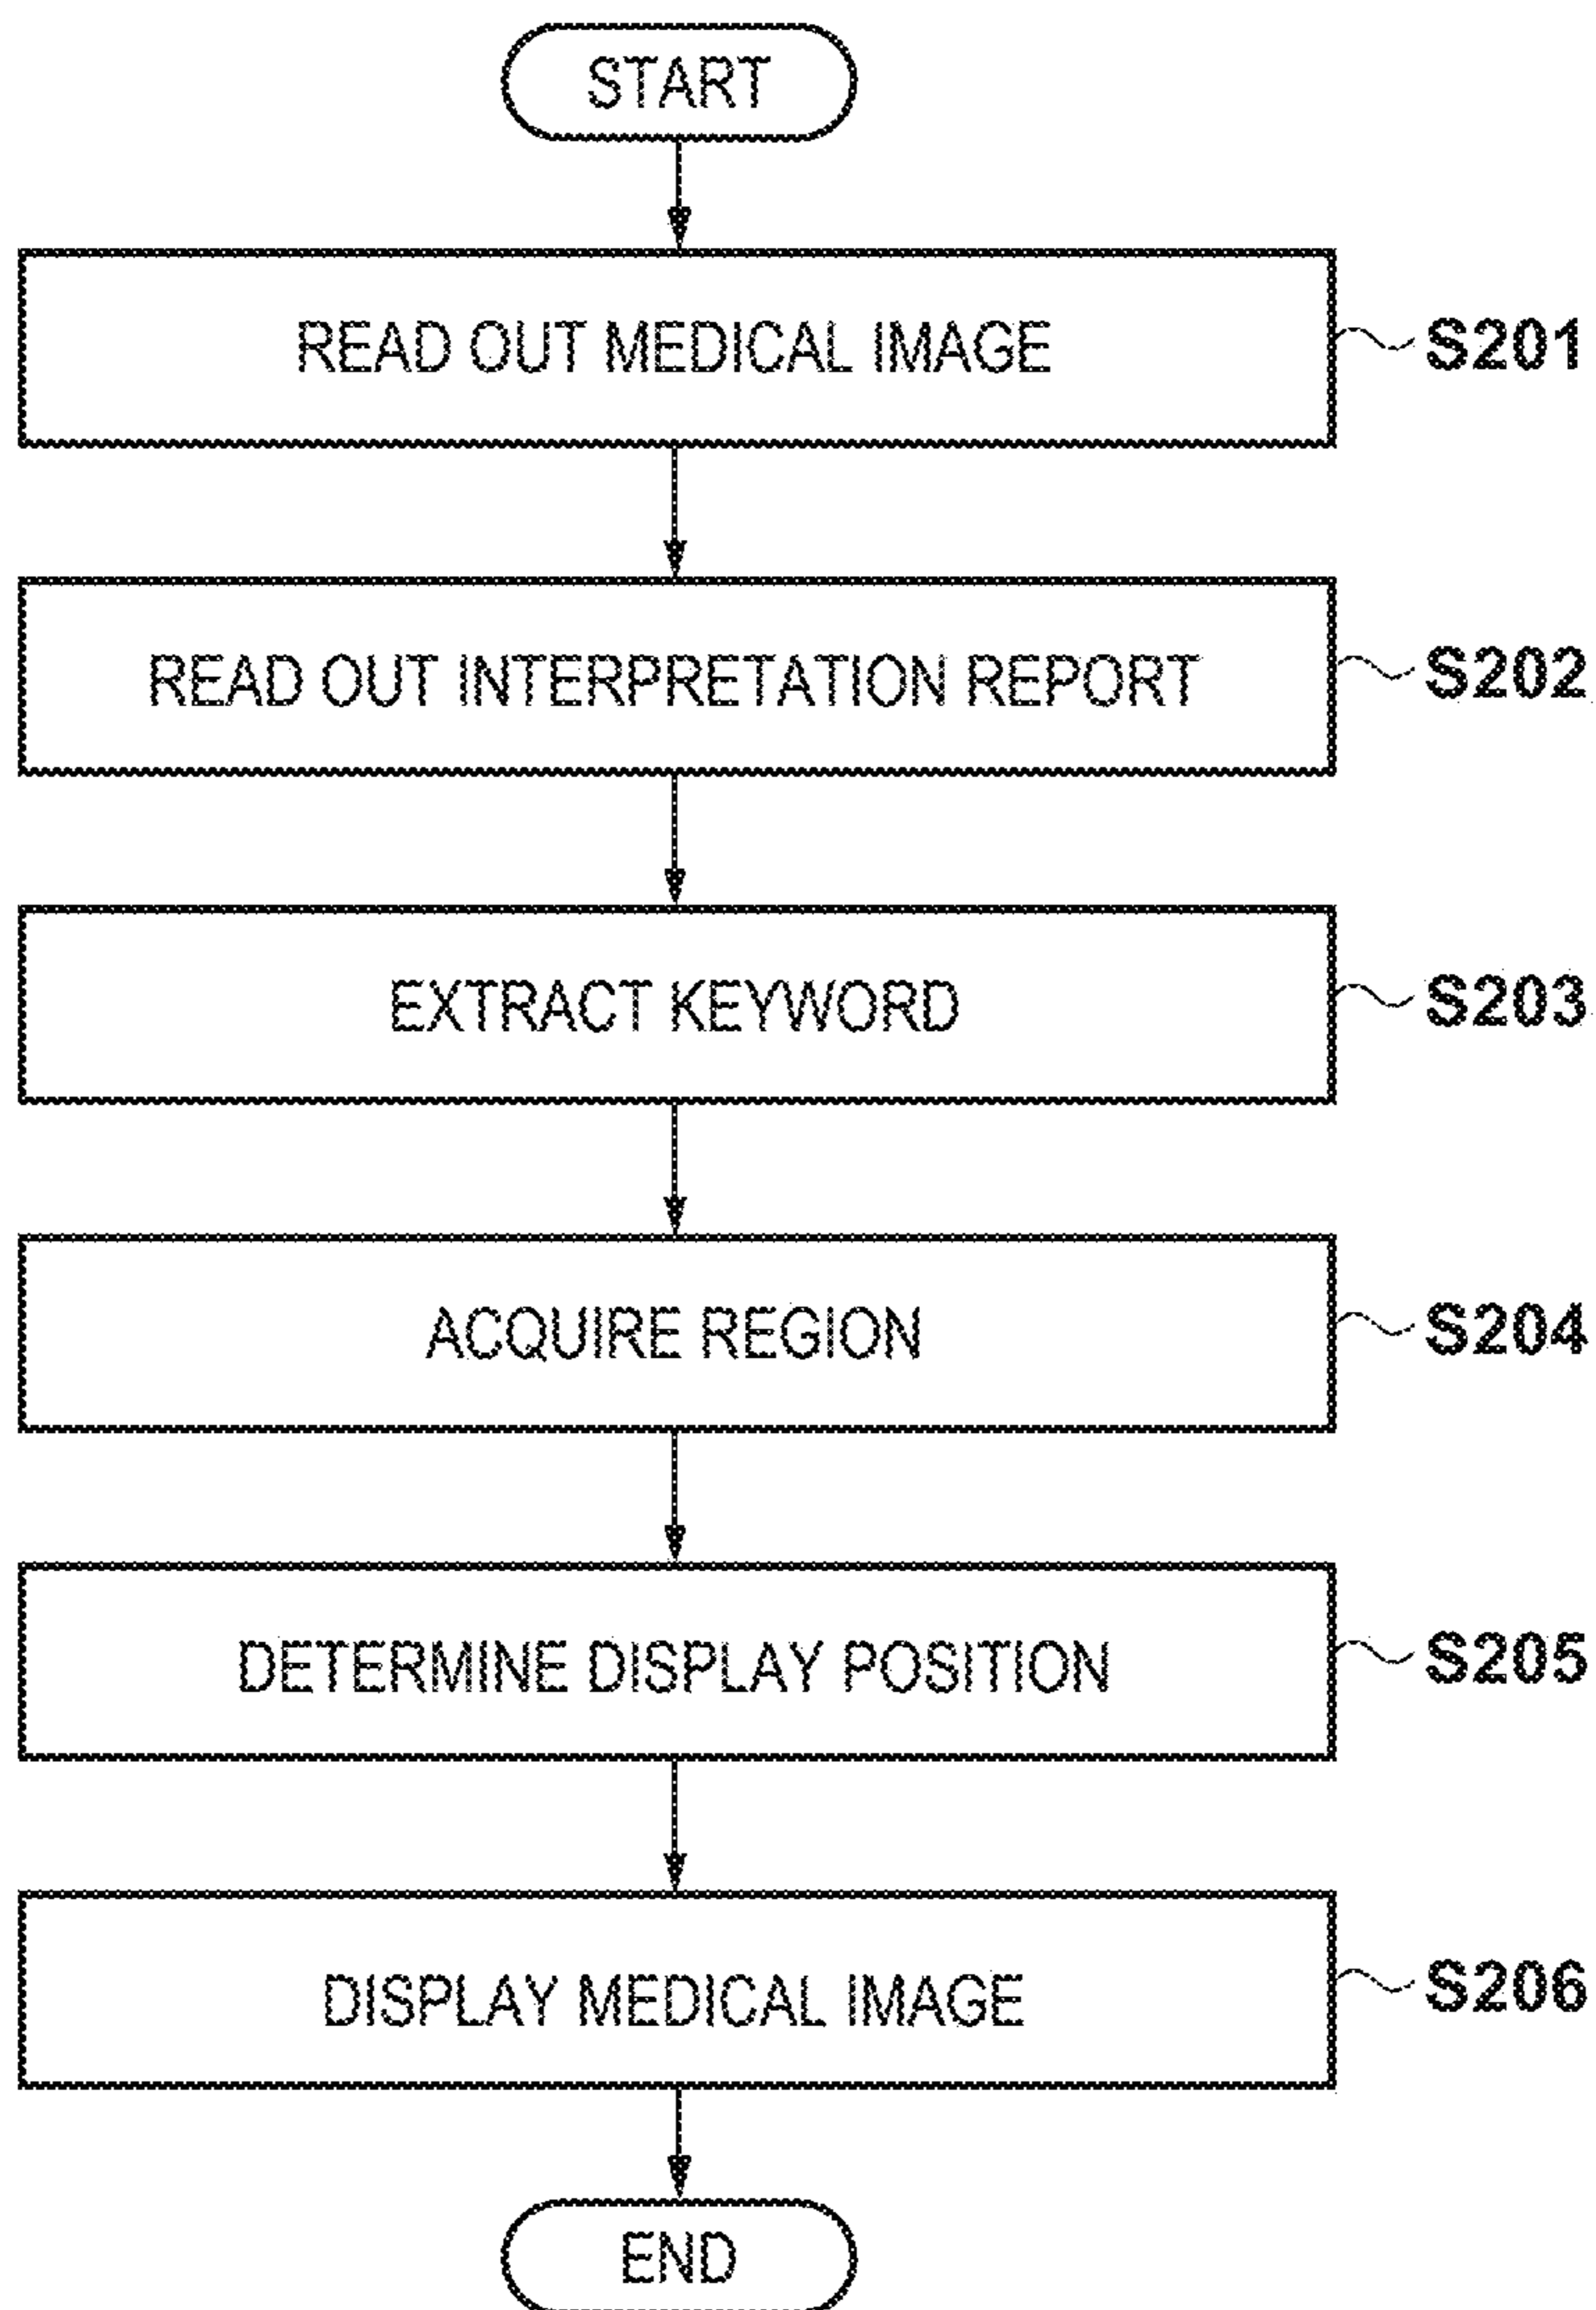 START
READ OUT MEDICAL IMAGE
S201
READ OUT INTERPRETATION REPORT
S202
EXTRACT KEYWORD
S203
ACQUIRE REGION
S204
DETERMINE DISPLAY POSITION
S205
DISPLAY MEDICAL IMAGE
S206
END